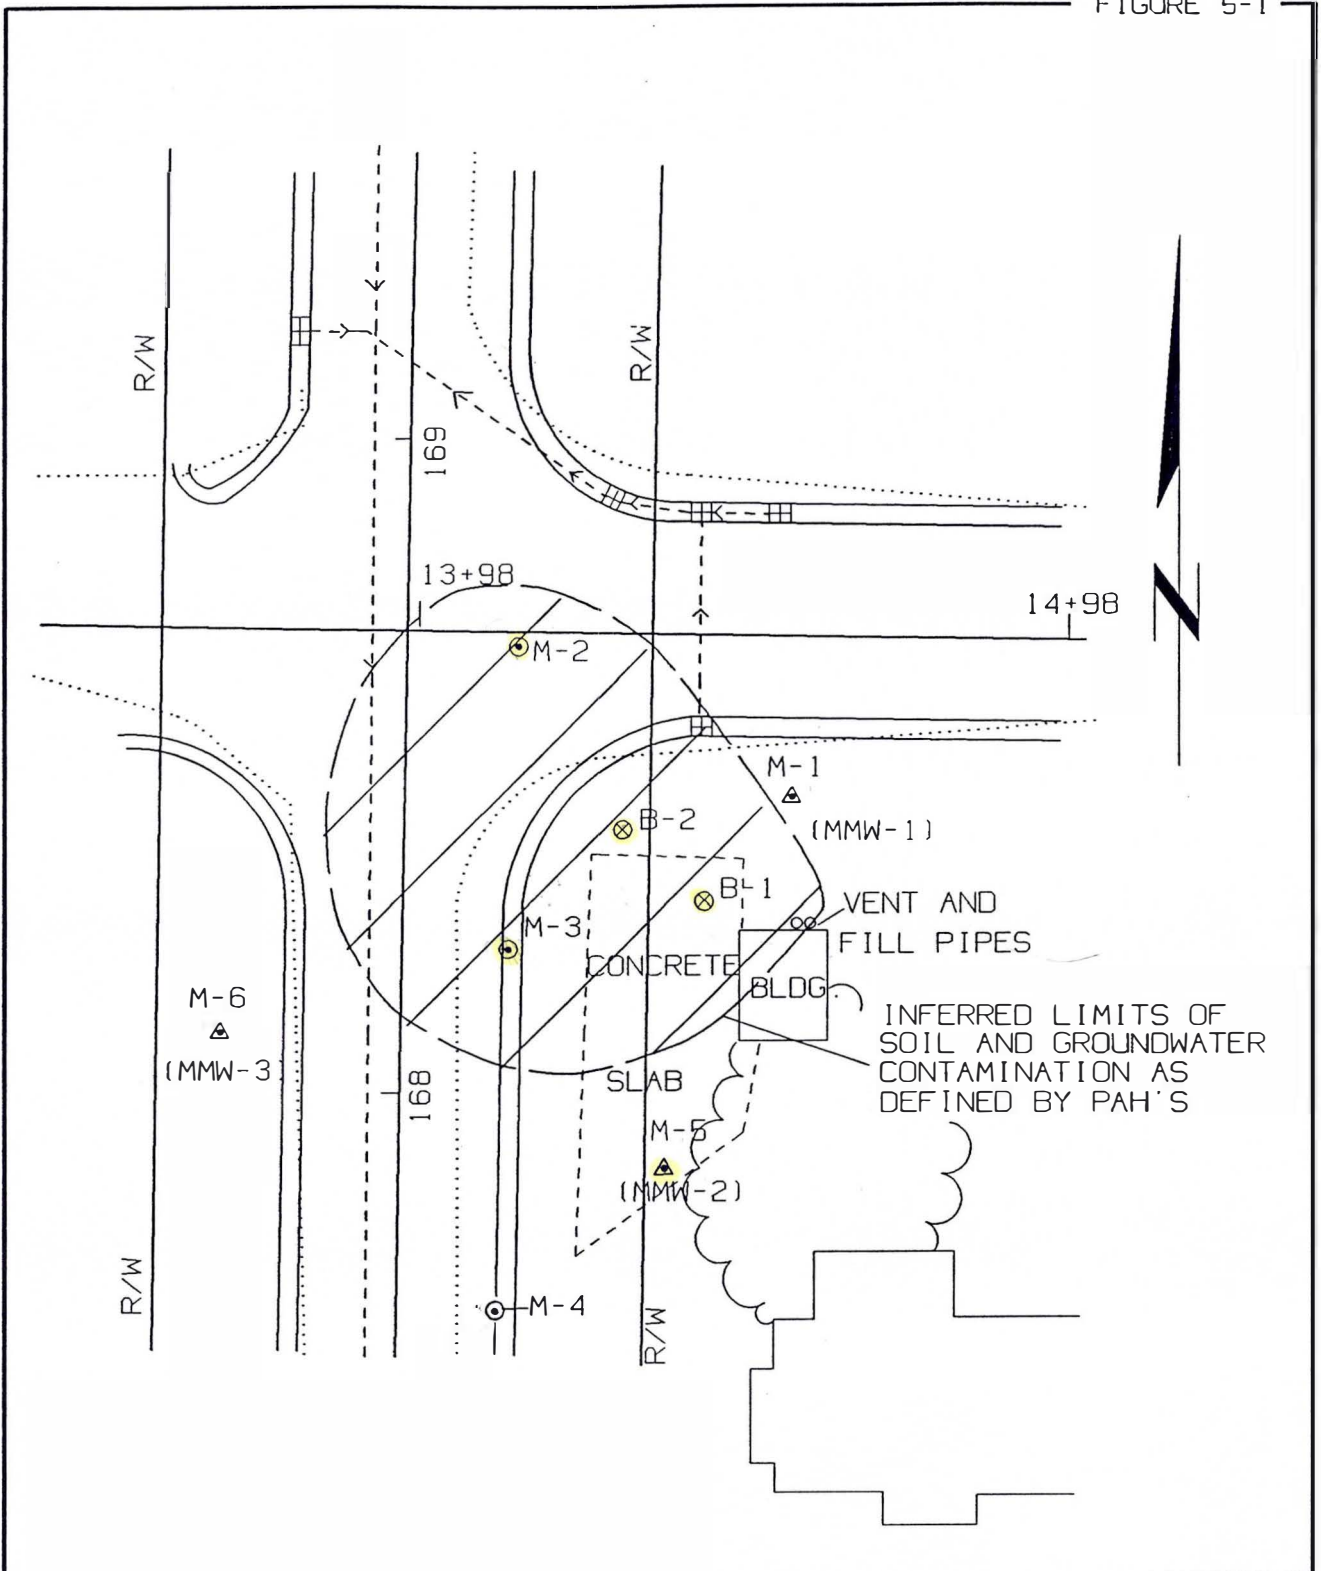 FIGURE 5-1
R/W
R/W
169
13+98
14+98
M-2
M-1
(MMW-1)
B-2
B-1
VENT AND
FILL PIPES
M-3
CONCRETE
BLDG.
M-6
(MMW-3
INFERRED LIMITS OF
SOIL AND GROUNDWATER
CONTAMINATION AS
DEFINED BY PAH'S
168
SLAB
M-5
(MMW-2)
R/W
M-4
R/W
N